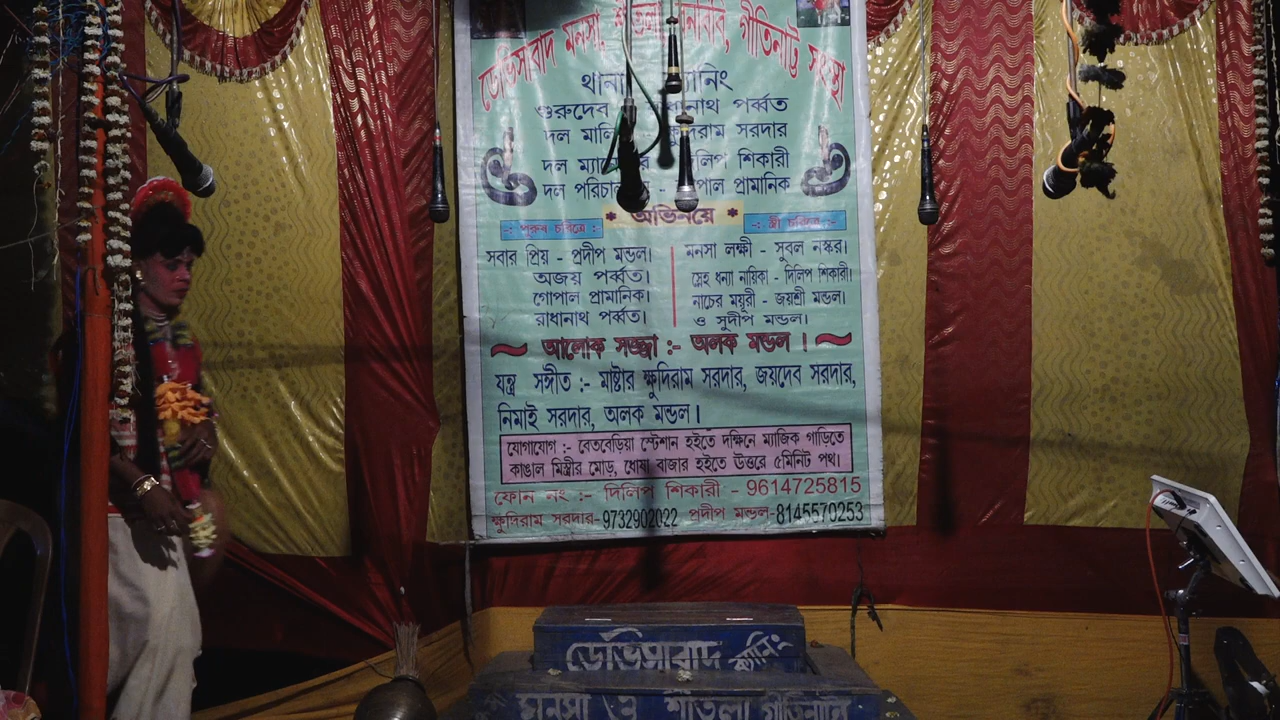 ডেভিসাবাদ মনসা, শীতলা বনবিবি, গীতিনাট্ট সংস্থা
থানা ক্যানিং
গুরুদেব রাধানাথ পর্ব্বত
দল মালিক ক্ষুদিরাম সরদার
দল ম্যানেজার দিলিপ শিকারী
দল পরিচালক - গোপাল প্রামানিক
* অভিনয়ে *
-: পুরুষ চরিত্রে :- -: স্ত্রী চরিত্রে :-
সবার প্রিয় - প্রদীপ মন্ডল। মনসা লক্ষী - সুবল নস্কর।
অজয় পর্ব্বত। স্নেহ ধন্যা নায়িকা - দিলিপ শিকারী।
গোপাল প্রামানিক। নাচের ময়ূরী - জয়শ্রী মন্ডল।
রাধানাথ পর্ব্বত। ও সুদীপ মন্ডল।
~ আলোক সজ্জা :- অলক মন্ডল । ~
যন্ত্র সঙ্গীত :- মাষ্টার ক্ষুদিরাম সরদার, জয়দেব সরদার,
নিমাই সরদার, অলক মন্ডল।
যোগাযোগ :- বেতবেড়িয়া স্টেশান হইতে দক্ষিনে ম্যাজিক গাড়িতে
কাঙাল মিস্ত্রীর মোড়, ধোষা বাজার হইতে উত্তরে ৫মিনিট পথ।
ফোন নং :- দিলিপ শিকারী - 9614725815
ক্ষুদিরাম সরদার-9732902022 প্রদীপ মন্ডল-8145570253
ডেভিসাবাদ ক্যানিং
মনসা ও শীতলা গীতিনাট্ট